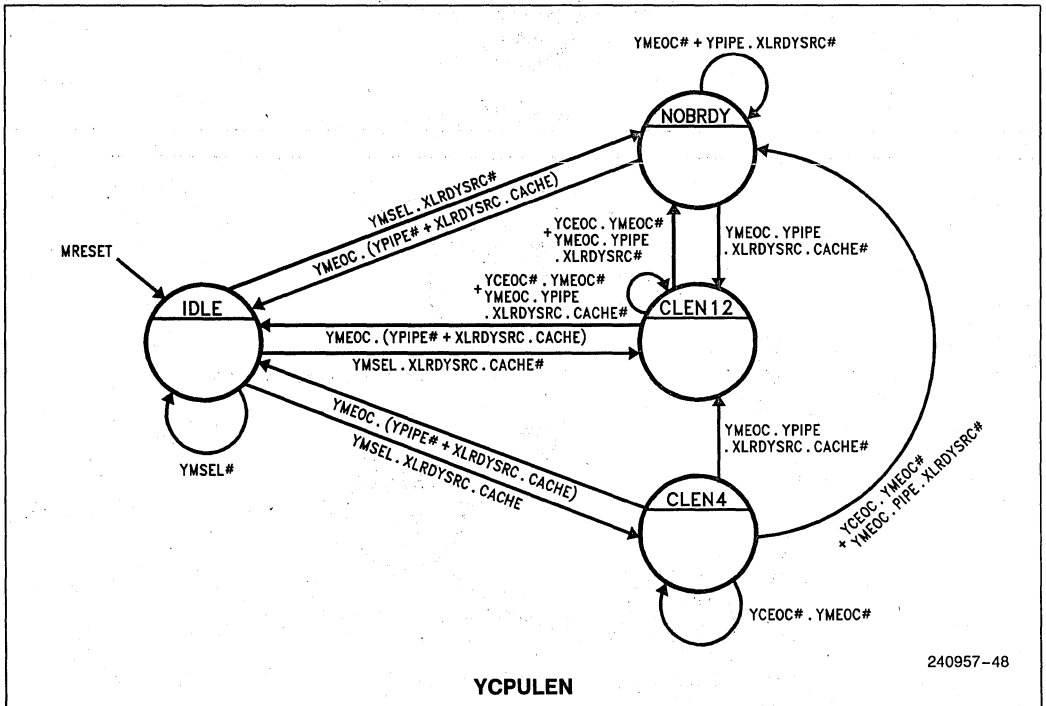 YMEOC# + YPIPE . XLRDYSRC#
NOBRDY
YMSEL . XLRDYSRC#
YMEOC . (YPIPE# + XLRDYSRC . CACHE)
MRESET
+ YCEOC . YMEOC#
YMEOC . YPIPE
. XLRDYSRC#
YMEOC . YPIPE
. XLRDYSRC . CACHE#
+ YCEOC# . YMEOC#
YMEOC . YPIPE
. XLRDYSRC . CACHE#
IDLE
CLEN12
YMEOC . (YPIPE# + XLRDYSRC . CACHE)
YMSEL . XLRDYSRC . CACHE#
YMEOC . (YPIPE# + XLRDYSRC . CACHE)
YMSEL . XLRDYSRC . CACHE
YMEOC . YPIPE
. XLRDYSRC . CACHE#
YMSEL#
CLEN4
YCEOC . YMEOC#
+ YMEOC . PIPE . XLRDYSRC#
YCEOC# . YMEOC#
240957-48
YCPULEN